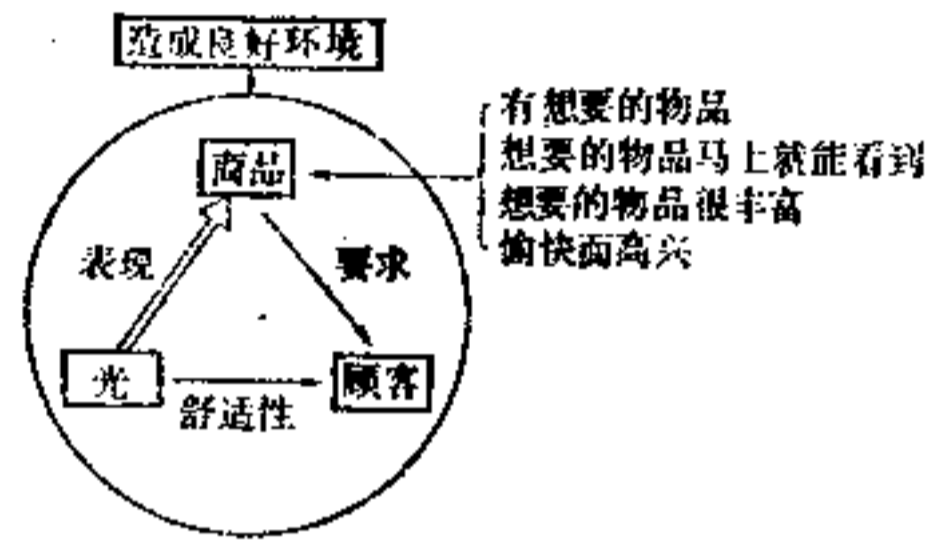 造成良好环境
有想要的物品
商品
想要的物品马上就能看到
想要的物品很丰富
表现
要求
愉快而高兴
光
顾客
舒适性